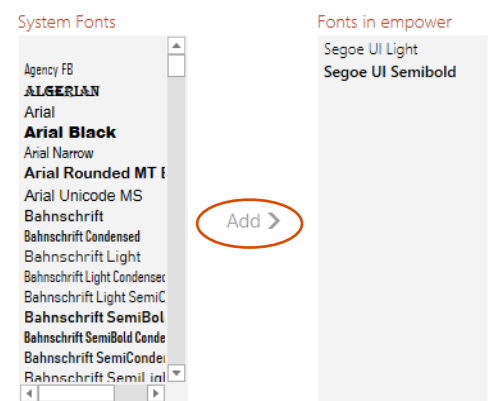 System Fonts
Agency FB
ALGERIAN
Arial
Arial Black
Arial Narrow
Arial Rounded MT
Arial Unicode MS
Bahnschrift
Bahnschrift Condensed
Bahnschrift Light
Bahnschrift Light Condensed
Bahnschrift Light SemiC
Bahnschrift SemiBol
Bahnschrift SemiBold Conde
Bahnschrift SemiConde
Bahnschrift SemiLigl
Add
Fonts in empower
Segoe UI Light
Segoe UI Semibold